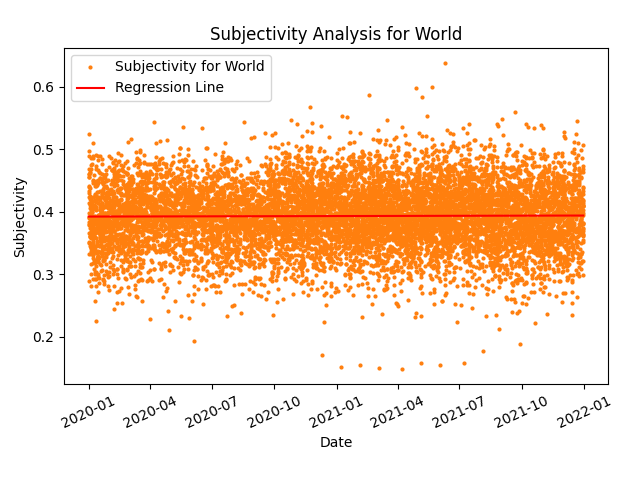 Subjectivity Analysis for World
Subjectivity for World
Regression Line
0.6
0.5
0.4
0.3
0.2
Subjectivity
2020-01
2020-04
2020-07
2020-10
2021-01
2021-04
2021-07
2021-10
2022-01
Date